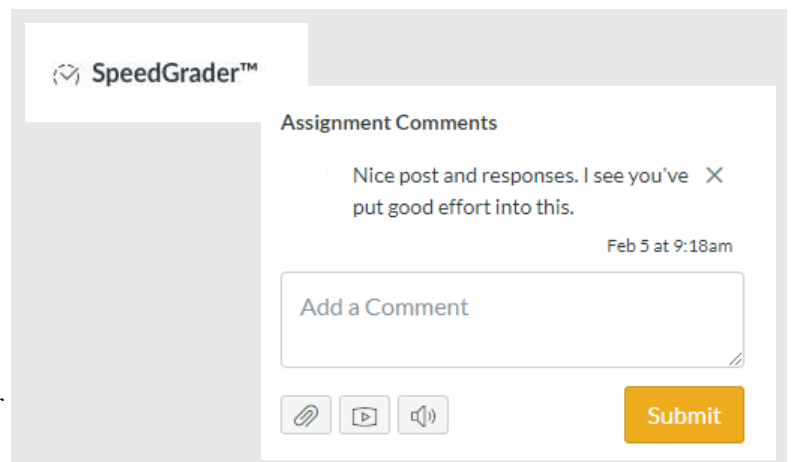 SpeedGrader™
Assignment Comments
Nice post and responses. I see you've
put good effort into this.
Feb 5 at 9:18am
Add a Comment
Submit